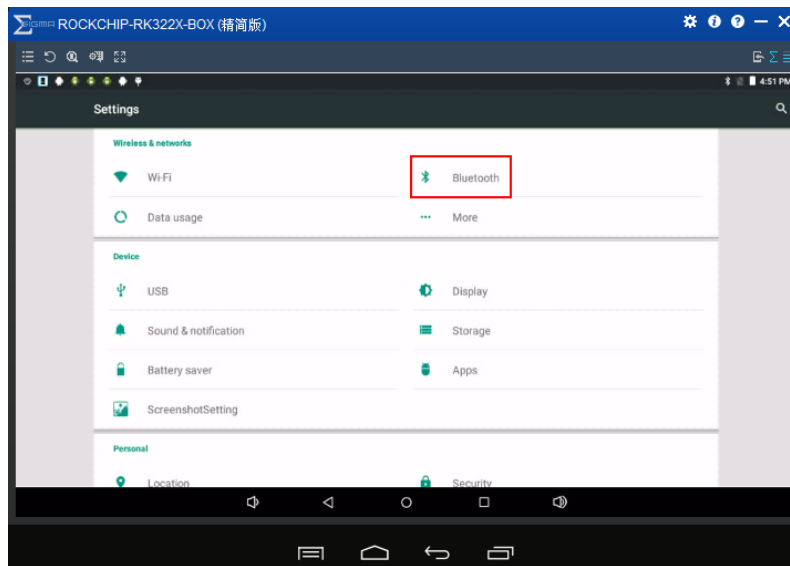 SIGMA ROCKCHIP-RK322X-BOX (精简版)
4:51 PM
Settings
Wireless & networks
Wi-Fi
Bluetooth
Data usage
More
Device
USB
Display
Sound & notification
Storage
Battery saver
Apps
ScreenshotSetting
Personal
Location
Security